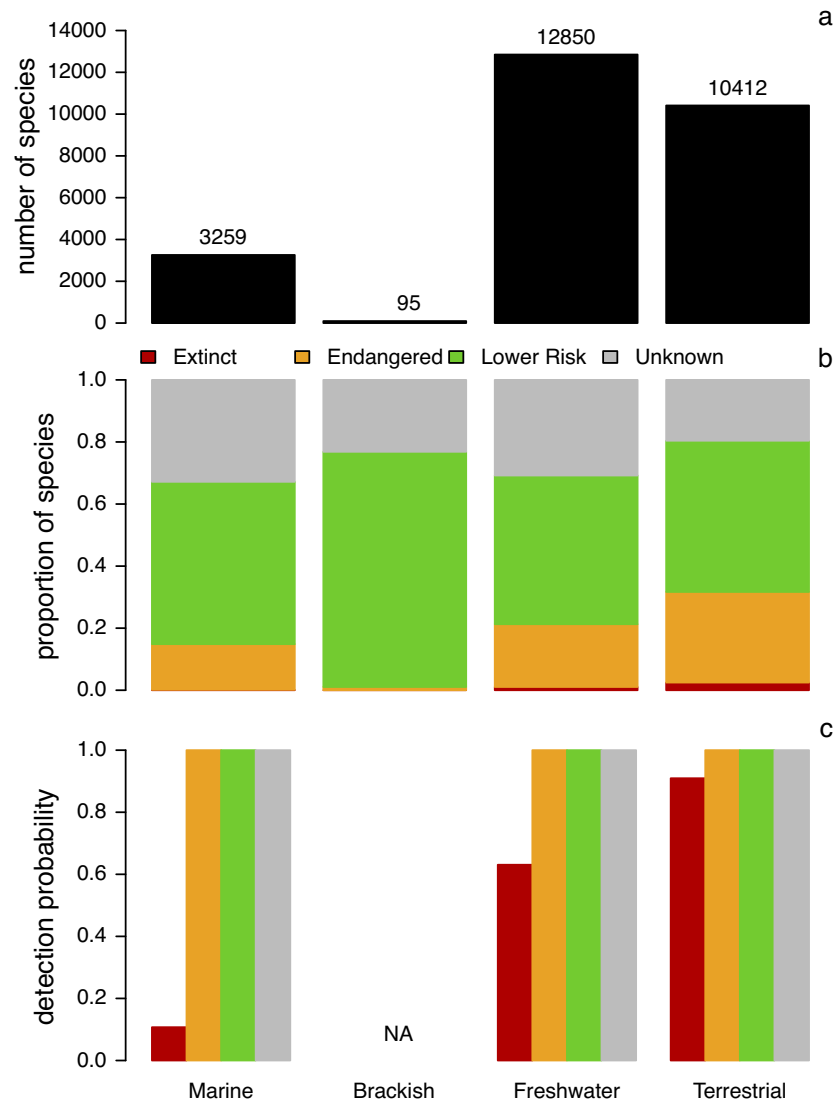 a
number of species
14000
12000
10000
8000
6000
4000
2000
0
3259
95
12850
10412
Extinct Endangered Lower Risk Unknown
b
proportion of species
1.0
0.8
0.6
0.4
0.2
0.0
c
detection probability
1.0
0.8
0.6
0.4
0.2
0.0
NA
Marine Brackish Freshwater Terrestrial